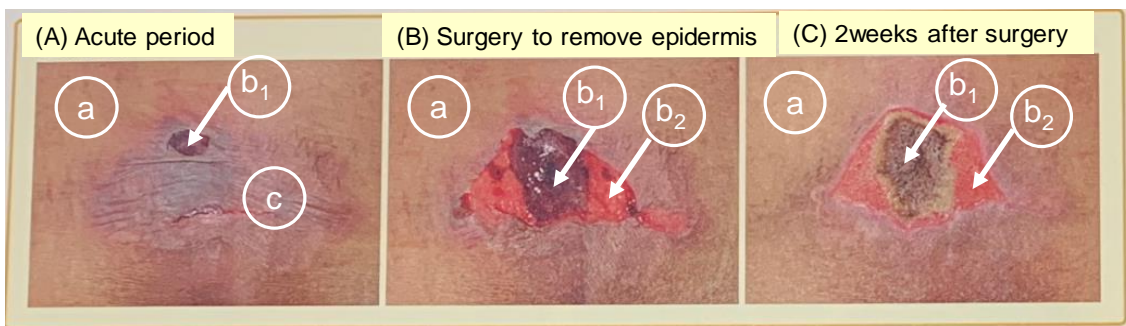 (A) Acute period
(B) Surgery to remove epidermis
(C) 2weeks after surgery
a
b1
c
a
b1
b2
a
b1
b2